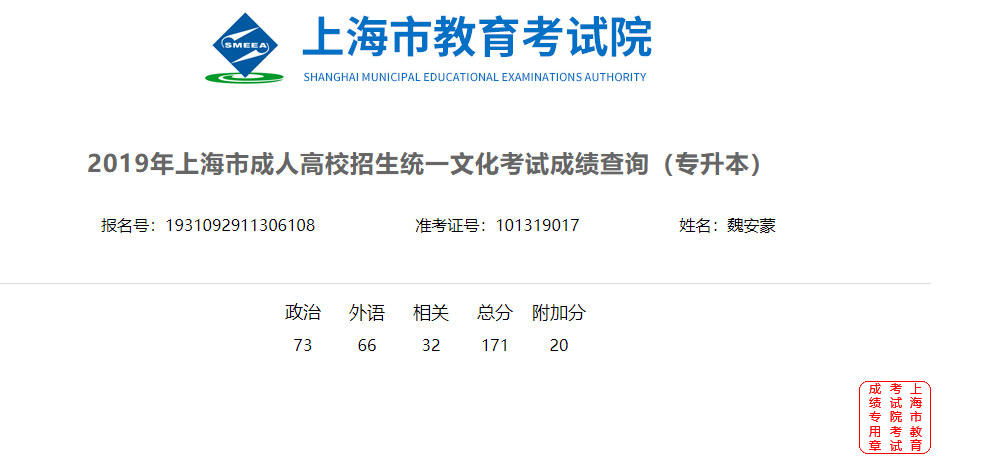 SMEEA
上海市教育考试院
SHANGHAI MUNICIPAL EDUCATIONAL EXAMINATIONS AUTHORITY
2019年上海市成人高校招生统一文化考试成绩查询（专升本）
报名号：1931092911306108 准考证号：101319017 姓名：魏安蒙
政治 外语 相关 总分 附加分
73 66 32 171 20
上海市教育
考试院考试
成绩专用章